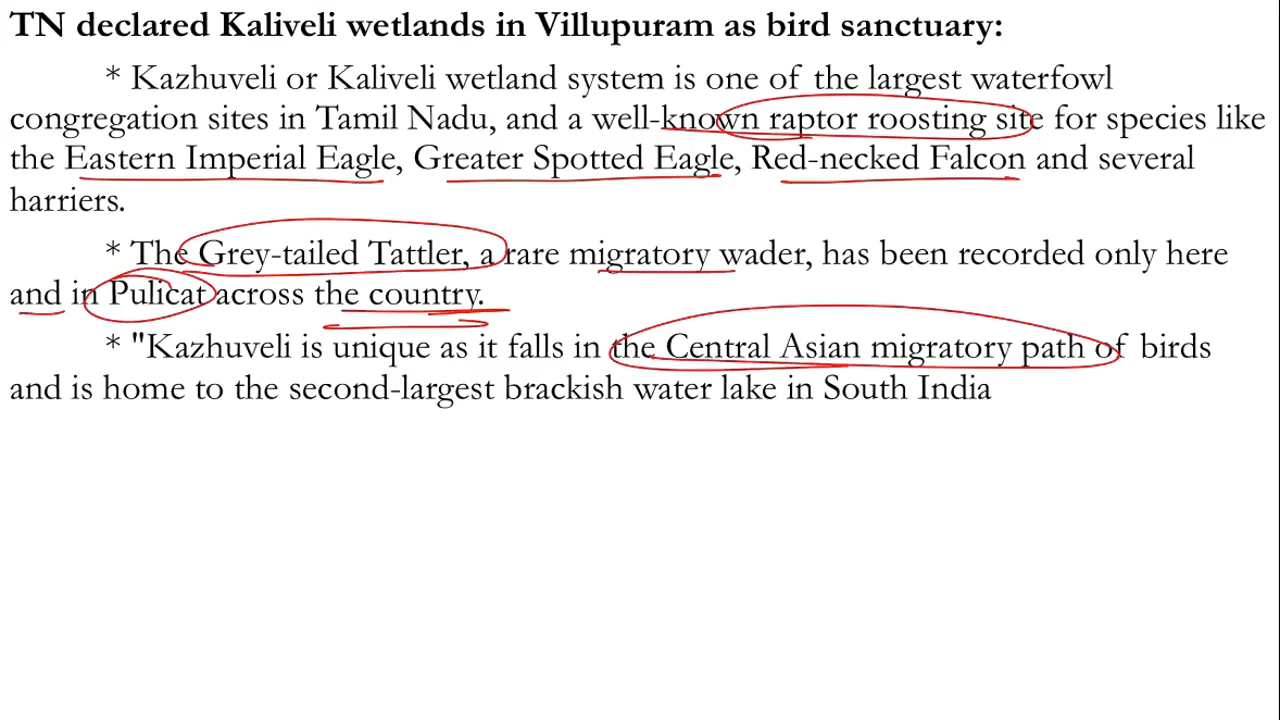 TN declared Kaliveli wetlands in Villupuram as bird sanctuary:
* Kazhuveli or Kaliveli wetland system is one of the largest waterfowl
congregation sites in Tamil Nadu, and a well-known raptor roosting site for species like
the Eastern Imperial Eagle, Greater Spotted Eagle, Red-necked Falcon and several
harriers.
* The Grey-tailed Tattler, a rare migratory wader, has been recorded only here
and in Pulicat across the country.
* "Kazhuveli is unique as it falls in the Central Asian migratory path of birds
and is home to the second-largest brackish water lake in South India